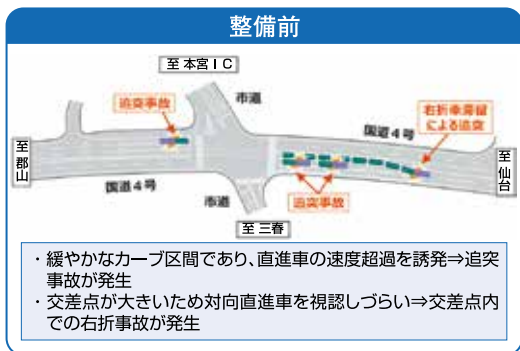 整備前
至 本宮IC
市道
追突事故
右折車滞留
による追突
国道4号
至 郡山
至 仙台
国道4号
市道
追突事故
至 三春
・緩やかなカーブ区間であり、直進車の速度超過を誘発⇒追突
事故が発生
・交差点が大きいため対向直進車を視認しづらい⇒交差点内
での右折事故が発生